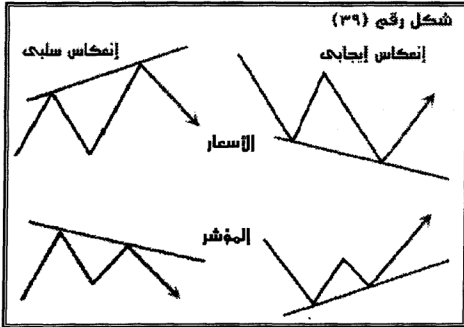 شكل رقم (٣٩)
إنعكاس إيجابى
إنعكاس سلبى
الأسعار
المؤشر